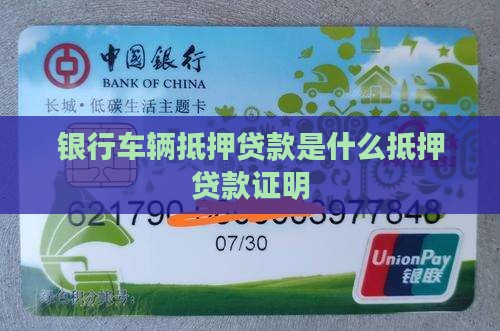 中国银行
BANK OF CHINA
长城·低碳生活主题卡
银行车辆抵押贷款是什么抵押
贷款证明
621790 5977848
07/30
UnionPay
银联